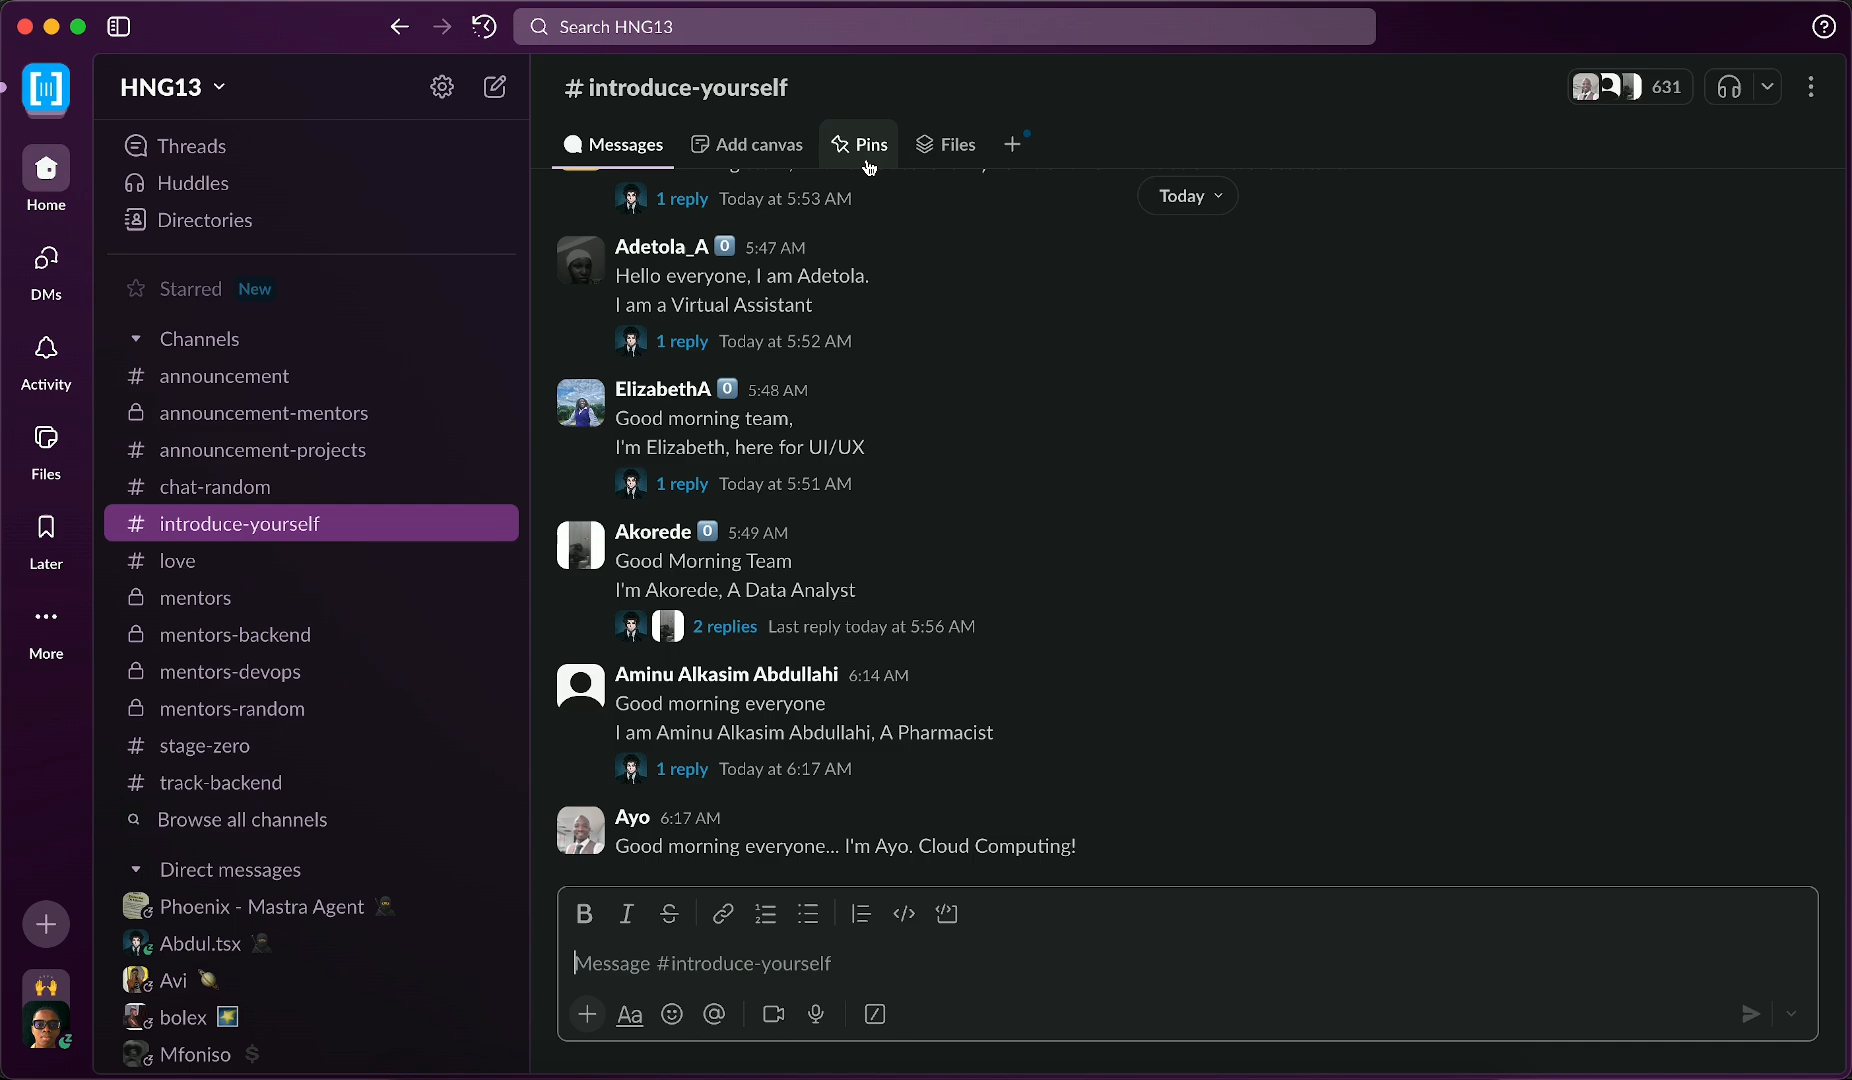 Search HNG13
HNG13
Threads
Huddles
Directories
Starred New
Channels
# announcement
announcement-mentors
# announcement-projects
# chat-random
# introduce-yourself
# love
mentors
mentors-backend
mentors-devops
mentors-random
# stage-zero
# track-backend
Browse all channels
Direct messages
Phoenix - Mastra Agent
Abdul.tsx
Avi
bolex
Mfoniso
Home
DMs
Activity
Files
Later
More
# introduce-yourself
631
Messages
Add canvas
Pins
Files
1 reply Today at 5:53 AM
Today
Adetola_A 0 5:47 AM
Hello everyone, I am Adetola.
I am a Virtual Assistant
1 reply Today at 5:52 AM
ElizabethA 0 5:48 AM
Good morning team,
I'm Elizabeth, here for UI/UX
1 reply Today at 5:51 AM
Akorede 0 5:49 AM
Good Morning Team
I'm Akorede, A Data Analyst
2 replies Last reply today at 5:56 AM
Aminu Alkasim Abdullahi 6:14 AM
Good morning everyone
I am Aminu Alkasim Abdullahi, A Pharmacist
1 reply Today at 6:17 AM
Ayo 6:17 AM
Good morning everyone... I'm Ayo. Cloud Computing!
B I S
Message #introduce-yourself
Aa